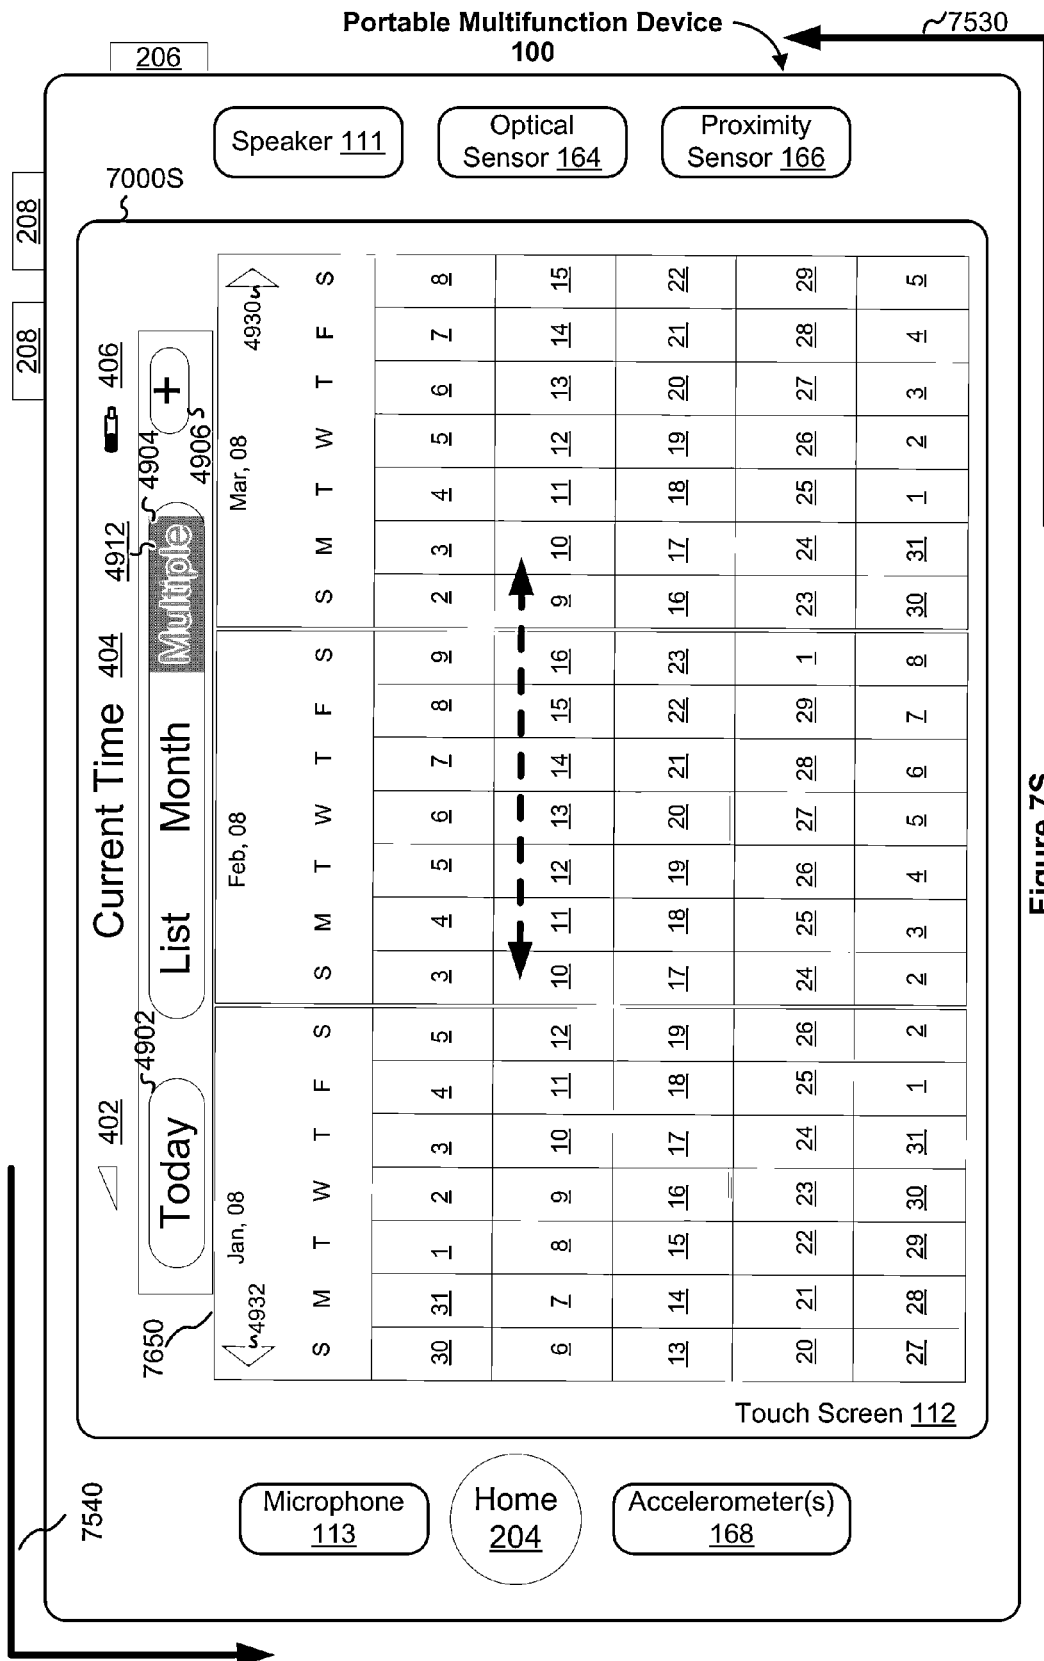 Portable Multifunction Device
100
7530
206
208
208
Speaker 111
Optical
Sensor 164
Proximity
Sensor 166
7000S
402
Current Time 404
406
4902
4912
4904
Today
List
Month
Multiple
+
4906
7650
4932
Jan, 08
Feb, 08
Mar, 08
4930
S M T W T F S S M T W T F S S M T W T F S
30 31 1 2 3 4 5 3 4 5 6 7 8 9 2 3 4 5 6 7 8
6 7 8 9 10 11 12 10 11 12 13 14 15 16 9 10 11 12 13 14 15
13 14 15 16 17 18 19 17 18 19 20 21 22 23 16 17 18 19 20 21 22
20 21 22 23 24 25 26 24 25 26 27 28 29 1 23 24 25 26 27 28 29
27 28 29 30 31 1 2 2 3 4 5 6 7 8 30 31 1 2 3 4 5
Touch Screen 112
Microphone
113
Home
204
Accelerometer(s)
168
7540
Figure 7S